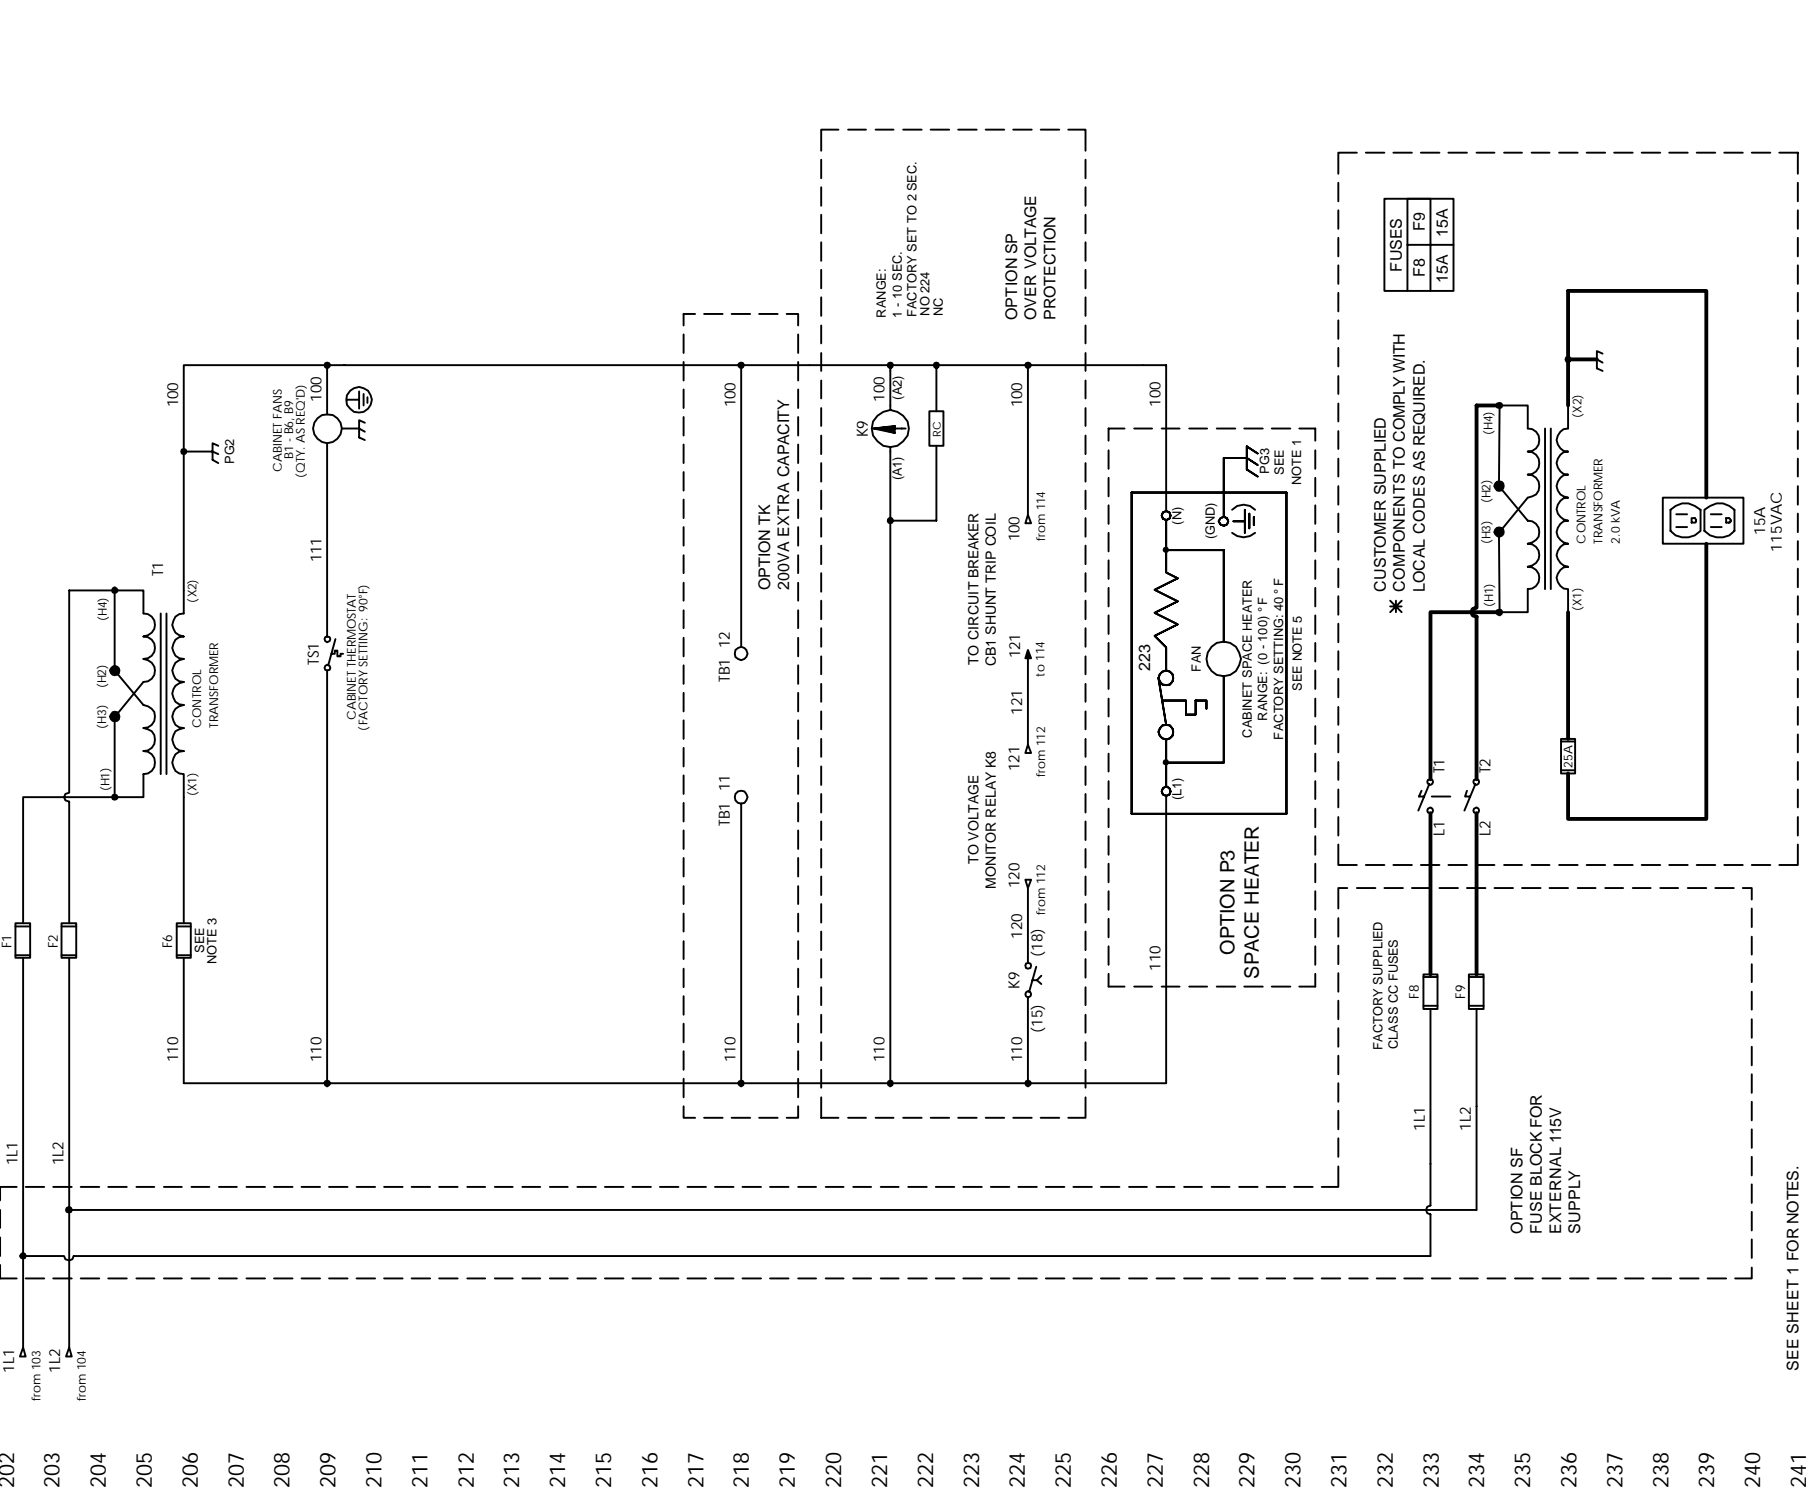 202
203
204
205
206
207
208
209
210
211
212
213
214
215
216
217
218
219
220
221
222
223
224
225
226
227
228
229
230
231
232
233
234
235
236
237
238
239
240
241
1L1
from 103
1L2
from 104
1L1
1L2
F1
F2
(H1)
(H3)
(H2)
(H4)
T1
110
F6
SEE
NOTE 3
(X1)
CONTROL
TRANSFORMER
(X2)
PG2
100
110
TS1
CABINET THERMOSTAT
(FACTORY SETTING: 90°F)
111
CABINET FANS
B1 - B6, B9
(QTY. AS REQ'D)
100
110
TB1 11
TB1 12
100
OPTION TK
200VA EXTRA CAPACITY
110
(A1)
K9
100
(A2)
RC
RANGE:
1 - 10 SEC.
FACTORY SET TO 2 SEC.
NO 224
NC
OPTION SP
OVER VOLTAGE
PROTECTION
110
K9
(15)
(18)
120
120
from 112
TO VOLTAGE
MONITOR RELAY K8
121
from 112
121
121
to 114
TO CIRCUIT BREAKER
CB1 SHUNT TRIP COIL
100
from 114
100
110
OPTION P3
SPACE HEATER
(L1)
223
FAN
(N)
(GND)
100
PG3
SEE
NOTE 1
CABINET SPACE HEATER
RANGE: (0 - 100) °F
FACTORY SETTING: 40°F
SEE NOTE 5
1L1
1L2
OPTION SF
FUSE BLOCK FOR
EXTERNAL 115V
SUPPLY
F8
F9
FACTORY SUPPLIED
CLASS CC FUSES
L1
T1
L2
T2
(H1)
(H3)
(H2)
(H4)
(X1)
CONTROL
TRANSFORMER
2.0 kVA
(X2)
25A
15A
115VAC
CUSTOMER SUPPLIED
COMPONENTS TO COMPLY WITH
LOCAL CODES AS REQUIRED.
FUSES
F8 F9
15A 15A
SEE SHEET 1 FOR NOTES.